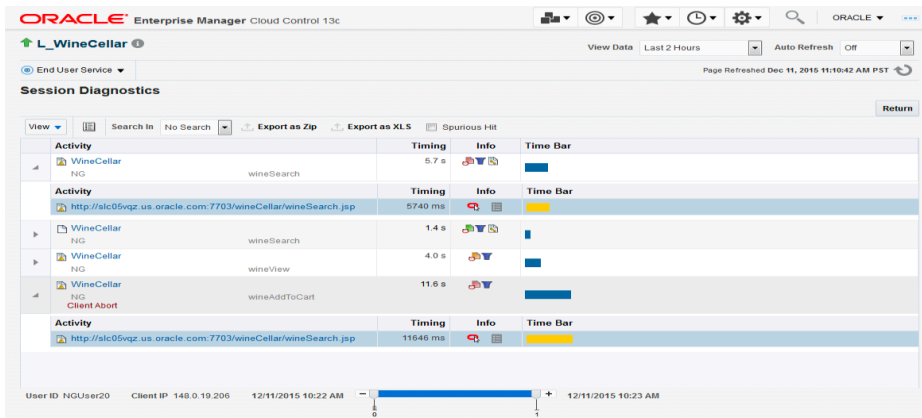 ORACLE Enterprise Manager Cloud Control 13c
ORACLE
L_WineCellar
View Data Last 2 Hours Auto Refresh Off
End User Service
Page Refreshed Dec 11, 2015 11:10:42 AM PST
Session Diagnostics
Return
View Search In No Search Export as Zip Export as XLS Spurious Hit
Activity Timing Info Time Bar
WineCellar 5.7 s
NG wineSearch
Activity Timing Info Time Bar
http://slc05vqz.us.oracle.com:7703/wineCellar/wineSearch.jsp 5740 ms
WineCellar 1.4 s
NG wineSearch
WineCellar 4.0 s
NG wineView
WineCellar 11.6 s
NG wineAddToCart
Client Abort
Activity Timing Info Time Bar
http://slc05vqz.us.oracle.com:7703/wineCellar/wineSearch.jsp 11646 ms
User ID NGUser20 Client IP 148.0.19.206 12/11/2015 10:22 AM 12/11/2015 10:23 AM
0 1